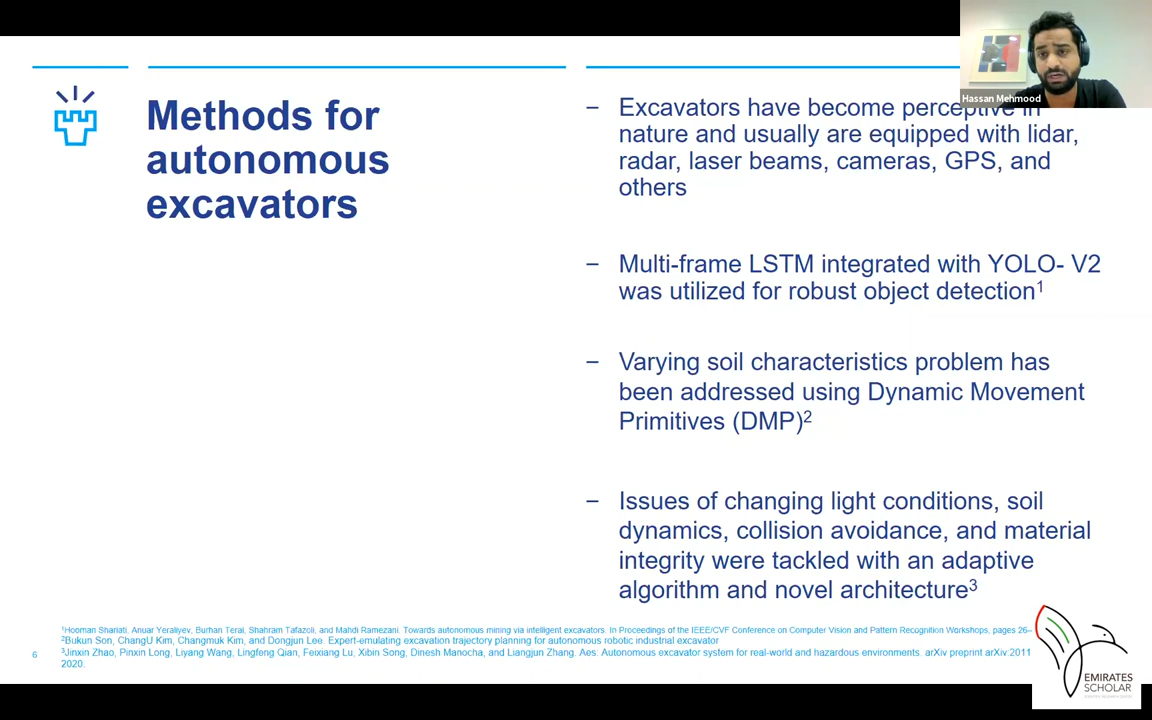 Hassan Mehmood
Methods for
autonomous
excavators
− Excavators have become perceptive in
nature and usually are equipped with lidar,
radar, laser beams, cameras, GPS, and
others
− Multi-frame LSTM integrated with YOLO- V2
was utilized for robust object detection¹
− Varying soil characteristics problem has
been addressed using Dynamic Movement
Primitives (DMP)²
− Issues of changing light conditions, soil
dynamics, collision avoidance, and material
integrity were tackled with an adaptive
algorithm and novel architecture³
¹Hooman Shariati, Anuar Yeraliyev, Burhan Terai, Shahram Tafazoli, and Mahdi Ramezani. Towards autonomous mining via intelligent excavators. In Proceedings of the IEEE/CVF Conference on Computer Vision and Pattern Recognition Workshops, pages 26–
²Bukun Son, ChangU Kim, Changmuk Kim, and Dongjun Lee. Expert-emulating excavation trajectory planning for autonomous robotic industrial excavator
³Jinxin Zhao, Pinxin Long, Liyang Wang, Lingfeng Qian, Feixiang Lu, Xibin Song, Dinesh Manocha, and Liangjun Zhang. Aes: Autonomous excavator system for real-world and hazardous environments. arXiv preprint arXiv:2011
2020.
6
EMIRATES
SCHOLAR